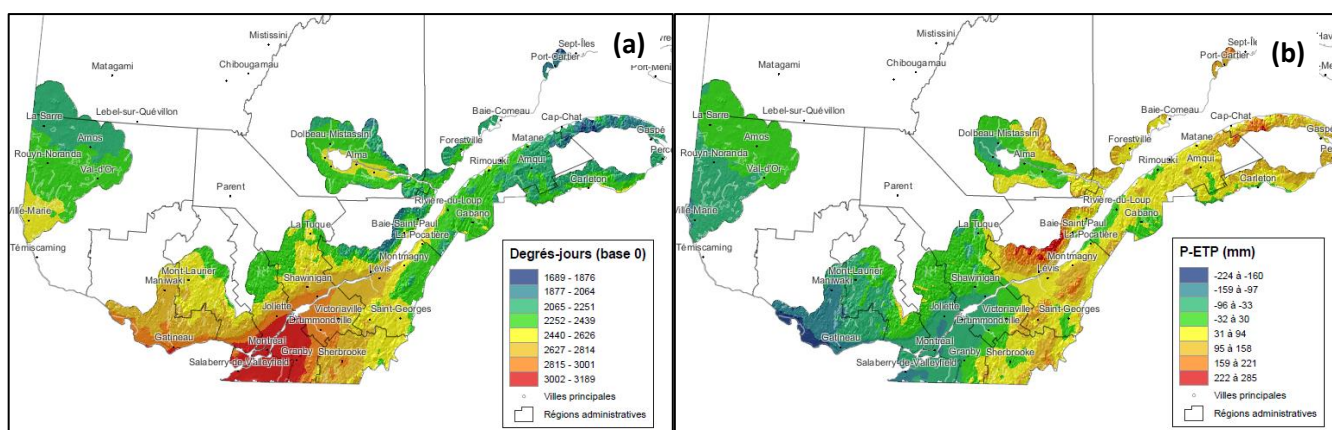 (a)
Mistissini
Sept-Îles
Port-Cartier
Chibougamau
Matagami
Port-Meni
Baie-Comeau
Lebel-sur-Quévillon
La Sarre
Cap-Chat
Dolbeau-Mistassini
Forestville
Matane
Amos
Gaspé
Rouyn-Noranda
Alma
Rimouski
Amqui
Percé
Val-d'Or
Carleton
Parent
Rivière-du-Loup
Ville-Marie
Cabano
La Tuque
Baie-Saint-Paul
La Pocatière
Témiscaming
Mont-Laurier
Montmagny
Maniwaki
Shawinigan
Lévis
Joliette
Victoriaville
Saint-Georges
Drummondville
Gatineau
Montréal
Granby
Sherbrooke
Salaberry-de-Valleyfield
Degrés-jours (base 0)
1689 - 1876
1877 - 2064
2065 - 2251
2252 - 2439
2440 - 2626
2627 - 2814
2815 - 3001
3002 - 3189
Villes principales
Régions administratives
(b)
Mistissini
Sept-Îl
Port-Cartier
Chibougamau
Matagami
Baie-Comeau
Lebel-sur-Quévillon
La Sarre
Cap-Chat
Dolbeau-Mistassini
Forestville
Matane
Amos
Gaspé
Rouyn-Noranda
Alma
Rimouski
Amqui
Val-d'Or
Carleton
Parent
Rivière-du-Loup
Ville-Marie
Cabano
La Tuque
Baie-Saint-Paul
La Pocatière
Témiscaming
Mont-Laurier
Montmagny
Maniwaki
Shawinigan
Lévis
Joliette
Victoriaville
Saint-Georges
Drummondville
Gatineau
Montréal
Granby
Sherbrooke
Salaberry-de-Valleyfield
P-ETP (mm)
-224 à -160
-159 à -97
-96 à -33
-32 à 30
31 à 94
95 à 158
159 à 221
222 à 285
Villes principales
Régions administratives